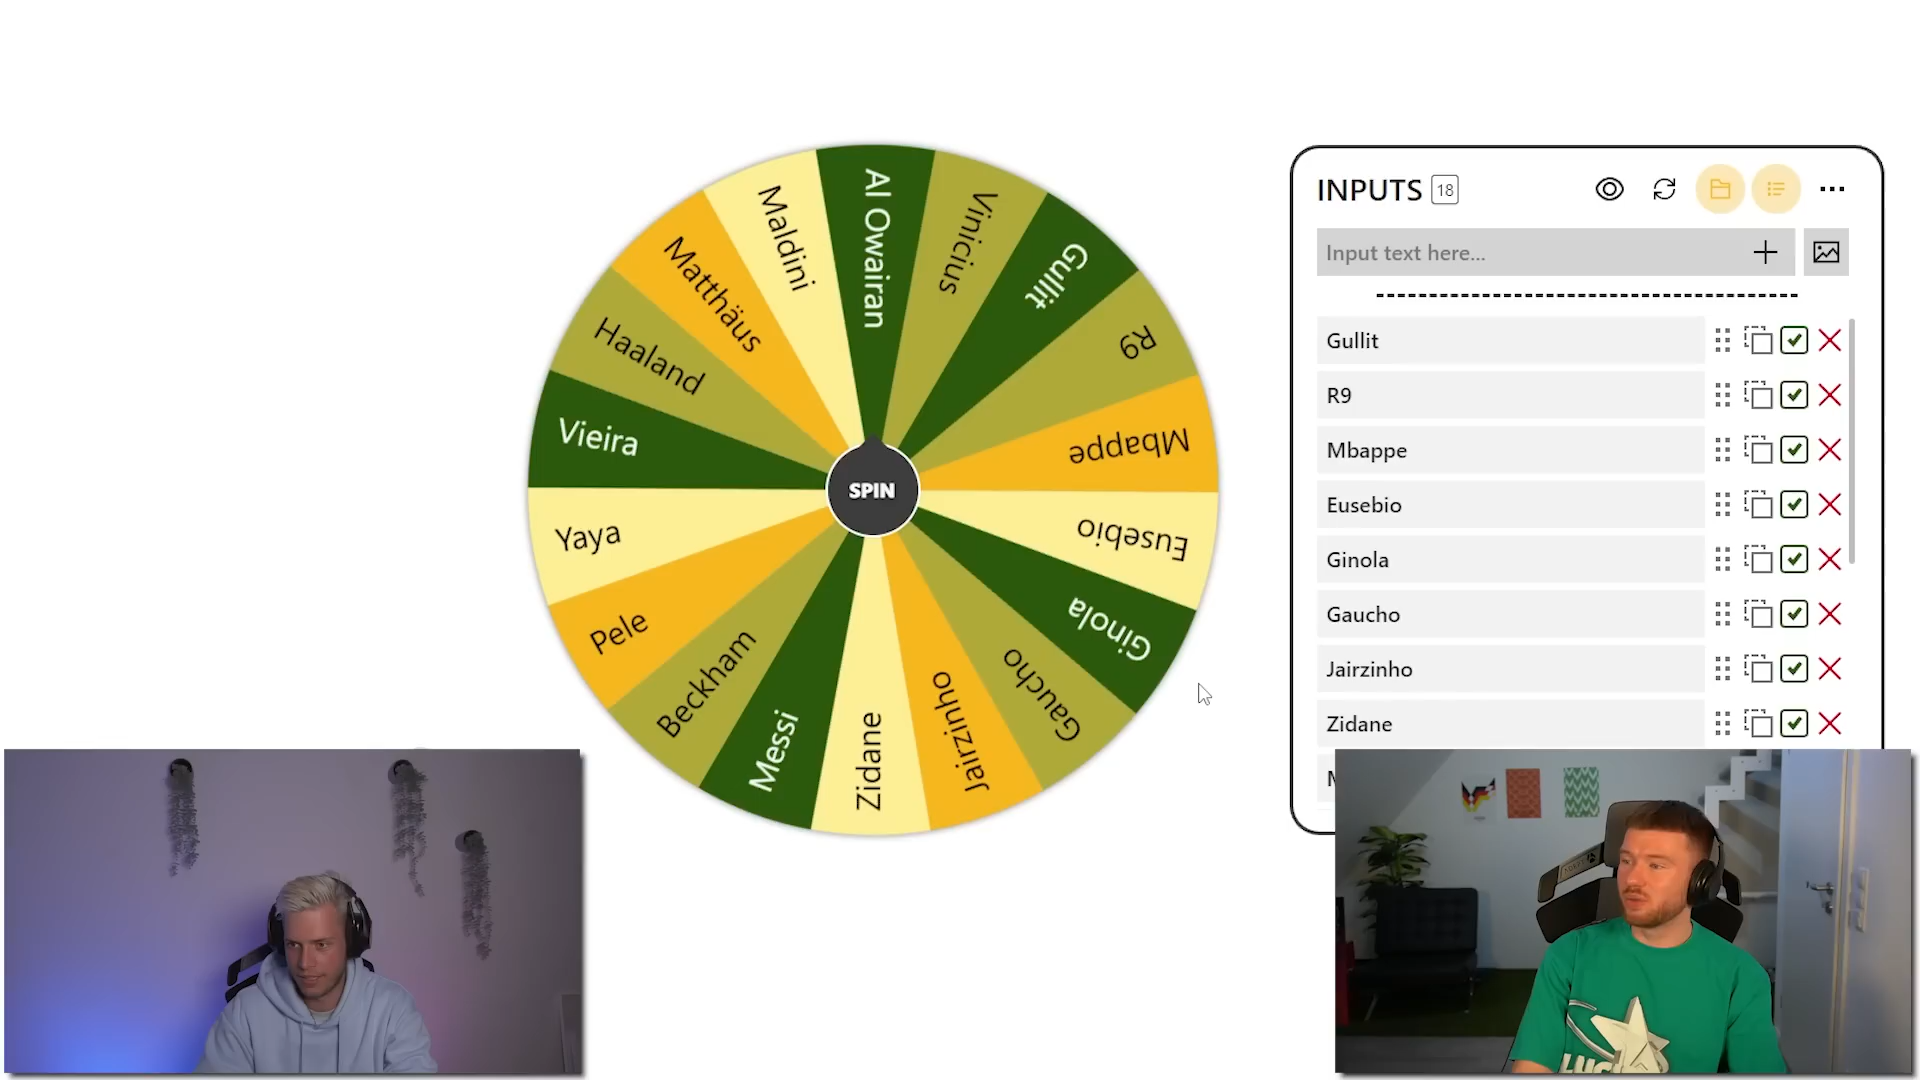 Al Owairan
Vinicius
Gullit
R9
Mbappe
Eusebio
Ginola
Gaucho
Jairzinho
Zidane
Messi
Beckham
Pele
Yaya
Vieira
Haaland
Matthäus
Maldini
SPIN
INPUTS 18
Input text here...
Gullit
R9
Mbappe
Eusebio
Ginola
Gaucho
Jairzinho
Zidane